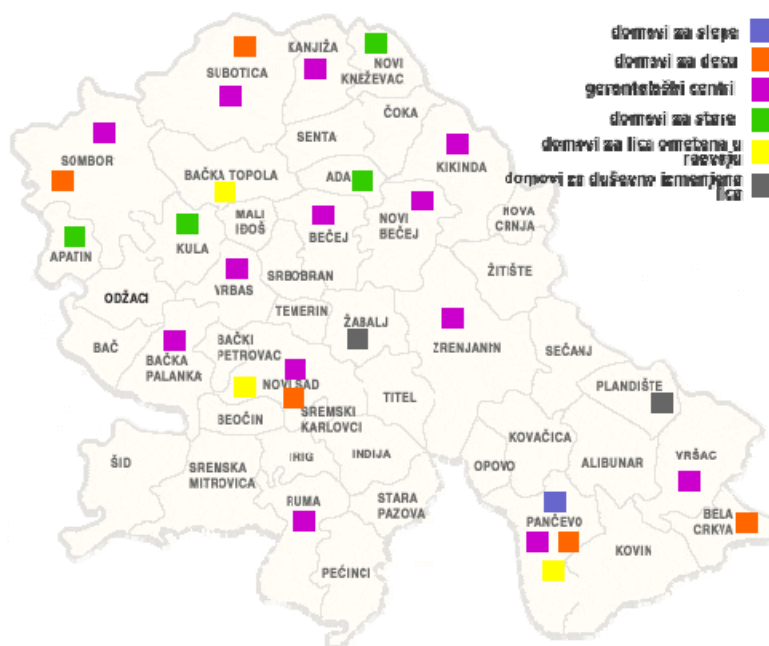 domovi za slepe
domovi za decu
gerontološki centri
domovi za stare
domovi za lica ometena u
razvoju
domovi za duševno izmenjena
lica
KANJIŽA
NOVI
KNEŽEVAC
SUBOTICA
ČOKA
SENTA
SOMBOR
KIKINDA
BAČKA TOPOLA
ADA
MALI
IĐOŠ
NOVI
BEČEJ
NOVA
CRNJA
BEČEJ
KULA
APATIN
SRBOBRAN
ŽITIŠTE
VRBAS
ODŽACI
TEMERIN
ŽABALJ
BAČ
BAČKI
PETROVAC
ZRENJANIN
SEČANJ
BAČKA
PALANKA
NOVI SAD
PLANDIŠTE
TITEL
BEOČIN
SREMSKI
KARLOVCI
KOVAČICA
ŠID
SRENSKA
MITROVICA
IRIG
INDIJA
OPOVO
ALIBUNAR
VRŠAC
RUMA
STARA
PAZOVA
PANČEVO
BELA
CRKVA
KOVIN
PEĆINCI